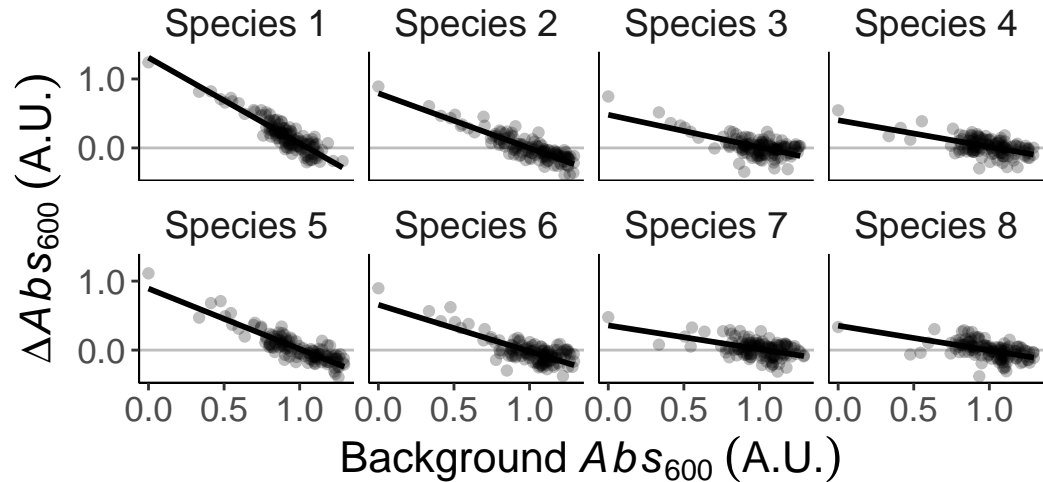 Species 1 Species 2 Species 3 Species 4
1.0
0.0
Species 5 Species 6 Species 7 Species 8
1.0
0.0
0.0 0.5 1.0 0.0 0.5 1.0 0.0 0.5 1.0 0.0 0.5 1.0
Background Abs600 (A.U.)
ΔAbs600 (A.U.)